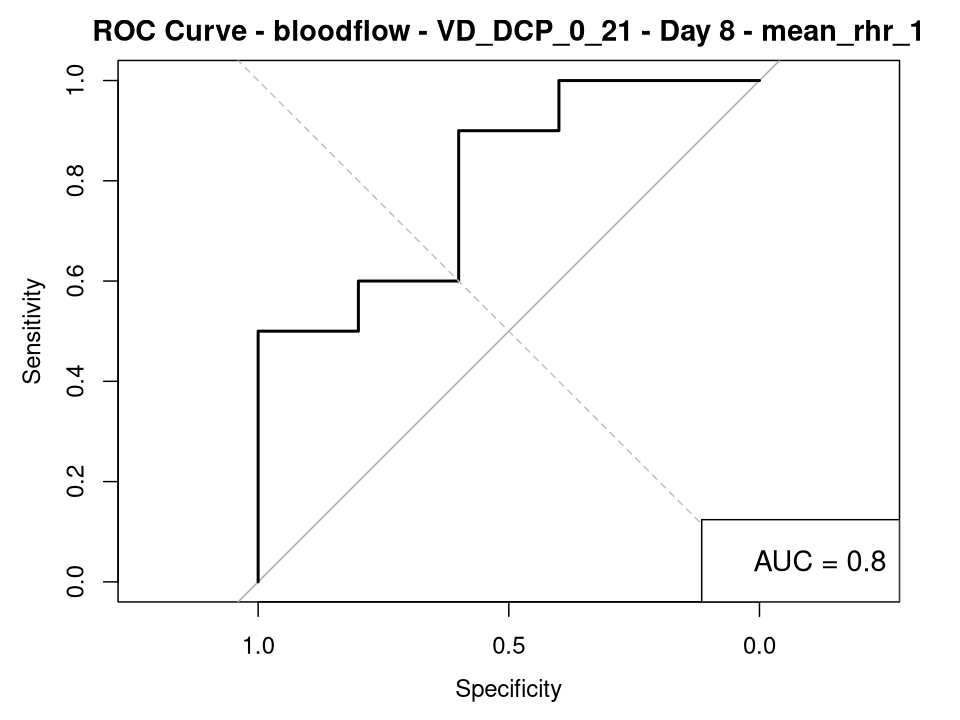 ROC Curve - bloodflow - VD_DCP_0_21 - Day 8 - mean_rhr_1
1.0
0.8
0.6
0.4
0.2
0.0
Sensitivity
AUC = 0.8
1.0 0.5 0.0
Specificity